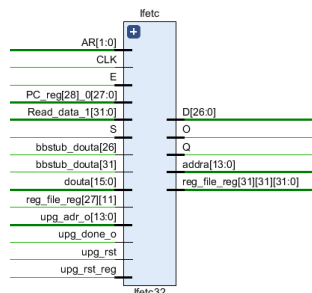 Ifetc
AR[1:0]
CLK
E
PC_reg[28]_0[27:0]
Read_data_1[31:0]
S
bbstub_douta[26]
bbstub_douta[31]
douta[15:0]
reg_file_reg[27][11]
upg_adr_o[13:0]
upg_done_o
upg_rst
upg_rst_reg
D[26:0]
O
Q
addra[13:0]
reg_file_reg[31][31][31:0]
Ifetc32